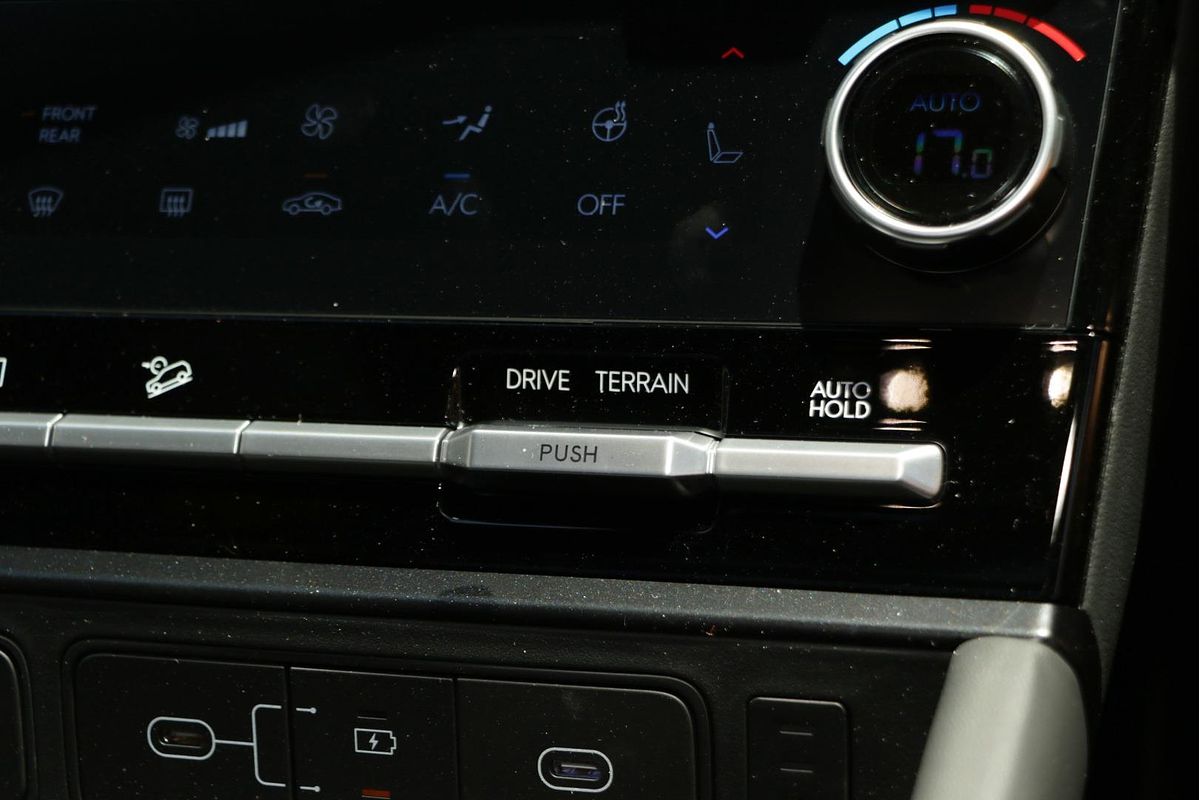 FRONT
REAR
AUTO
17.0
A/C
OFF
DRIVE TERRAIN
AUTO
HOLD
PUSH